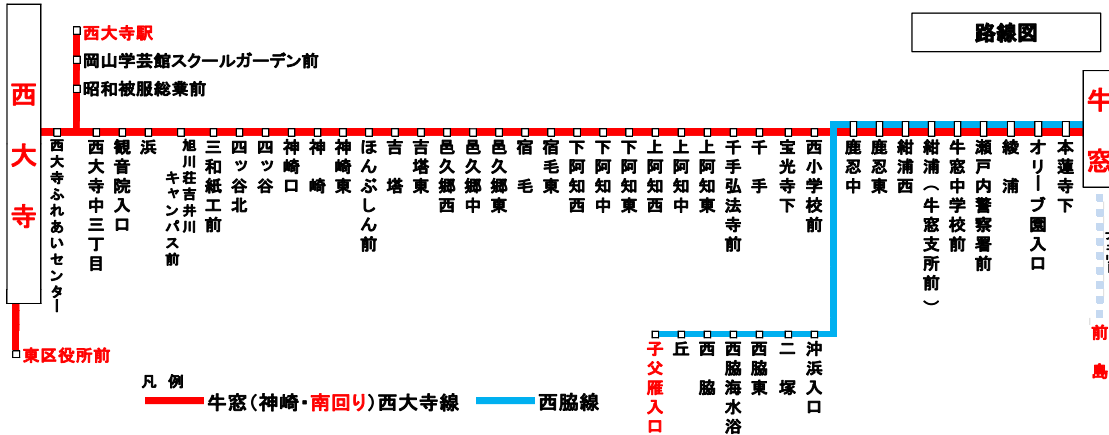 路線図
西大寺
西大寺駅
岡山学芸館スクールガーデン前
昭和被服総業前
西大寺ふれあいセンター
西大寺中三丁目
観音院入口
浜
旭川荘吉井川
キャンパス前
三和紙工前
四ッ谷北
四ッ谷
神崎口
神崎
神崎東
ほんぶしん前
吉塔
吉塔東
邑久郷西
邑久郷中
邑久郷東
宿毛
宿毛東
下阿知西
下阿知中
下阿知東
上阿知西
上阿知中
上阿知東
千手弘法寺前
千手
宝光寺下
西小学校前
鹿忍中
鹿忍東
紺浦西
紺浦(牛窓支所前)
牛窓中学校前
瀬戸内警察署前
綾浦
オリーブ園入口
本蓮寺下
牛窓
前島
東区役所前
子父雁入口
丘
西脇
西脇海水浴
西脇東
二塚
沖浜入口
凡例
牛窓(神崎・南回り)西大寺線
西脇線